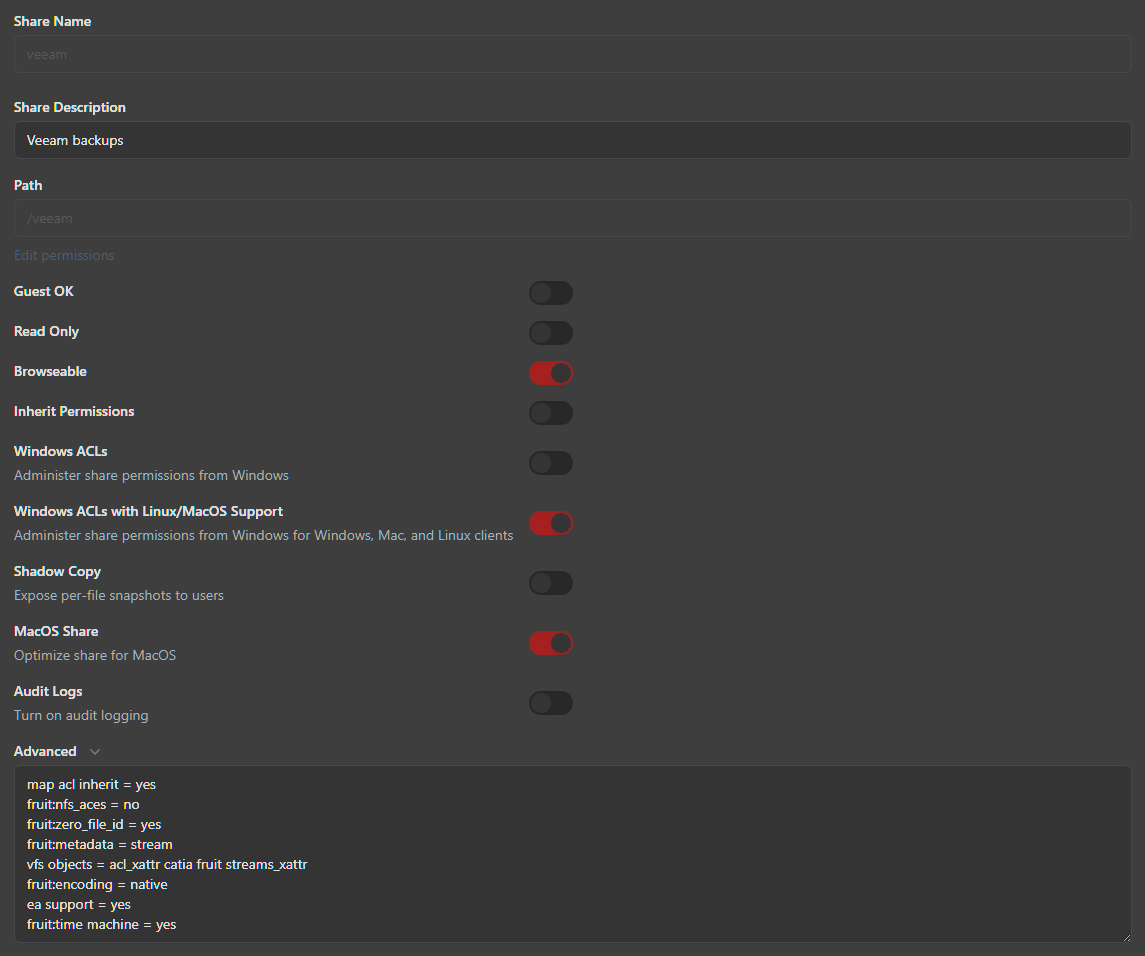 Share Name
veeam
Share Description
Veeam backups
Path
/veeam
Edit permissions
Guest OK
Read Only
Browseable
Inherit Permissions
Windows ACLs
Administer share permissions from Windows
Windows ACLs with Linux/MacOS Support
Administer share permissions from Windows for Windows, Mac, and Linux clients
Shadow Copy
Expose per-file snapshots to users
MacOS Share
Optimize share for MacOS
Audit Logs
Turn on audit logging
Advanced
map acl inherit = yes
fruit:nfs_aces = no
fruit:zero_file_id = yes
fruit:metadata = stream
vfs objects = acl_xattr catia fruit streams_xattr
fruit:encoding = native
ea support = yes
fruit:time machine = yes